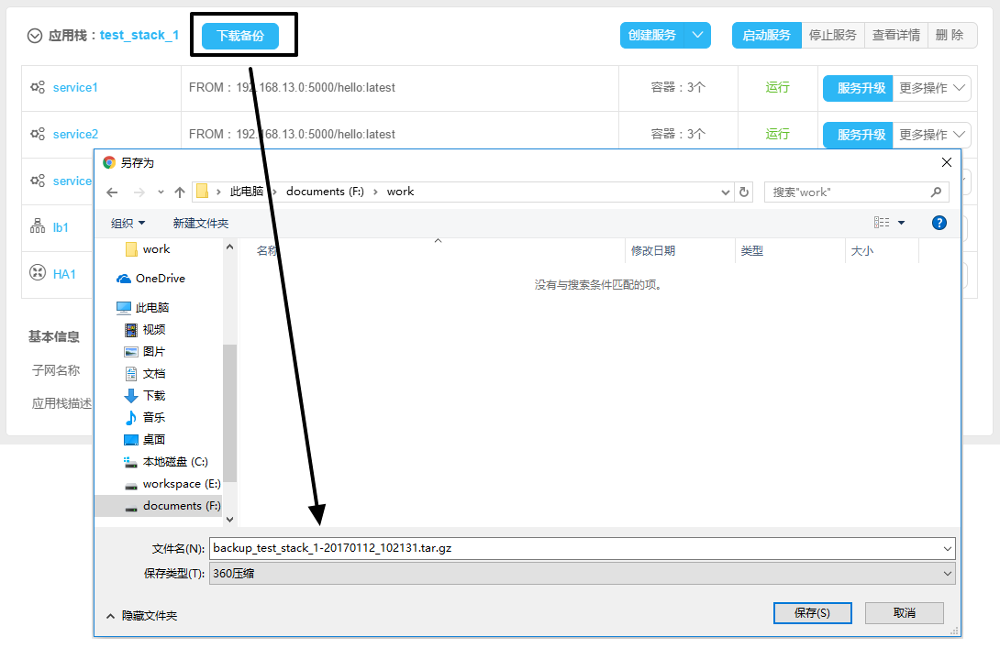 应用栈：test_stack_1 下载备份 创建服务 启动服务 停止服务 查看详情 删 除
service1 FROM：192.168.13.0:5000/hello:latest 容器：3个 运行 服务升级 更多操作
service2 FROM：192.168.13.0:5000/hello:latest 容器：3个 运行 服务升级 更多操作
service
lb1
HA1
基本信息
子网名称
应用栈描述
另存为
此电脑 › documents (F:) › work 搜索"work"
组织 新建文件夹
名称 修改日期 类型 大小
没有与搜索条件匹配的项。
work
OneDrive
此电脑
视频
图片
文档
下载
音乐
桌面
本地磁盘 (C:)
workspace (E:)
documents (F:)
文件名(N): backup_test_stack_1-20170112_102131.tar.gz
保存类型(T): 360压缩
隐藏文件夹 保存(S) 取消